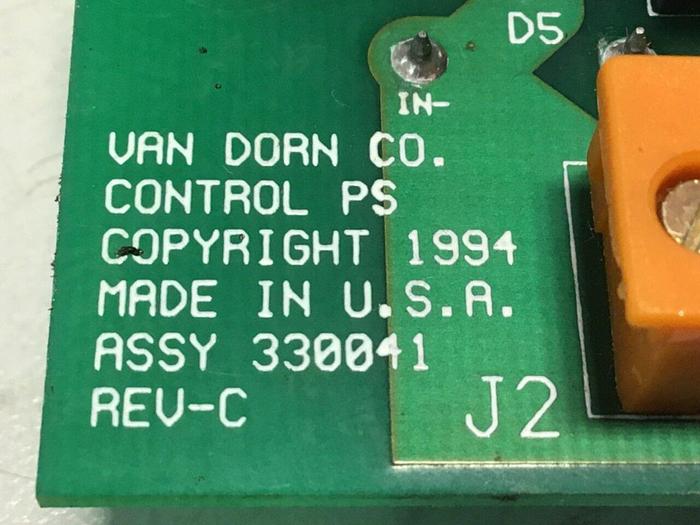 D5
IN-
VAN DORN CO.
CONTROL PS
COPYRIGHT 1994
MADE IN U.S.A.
ASSY 330041
REV-C
J2